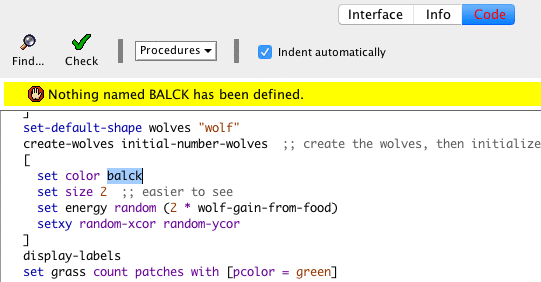 Interface Info Code
Find... Check Procedures Indent automatically
Nothing named BALCK has been defined.
]
set-default-shape wolves "wolf"
create-wolves initial-number-wolves ;; create the wolves, then initialize
[
set color balck
set size 2 ;; easier to see
set energy random (2 * wolf-gain-from-food)
setxy random-xcor random-ycor
]
display-labels
set grass count patches with [pcolor = green]